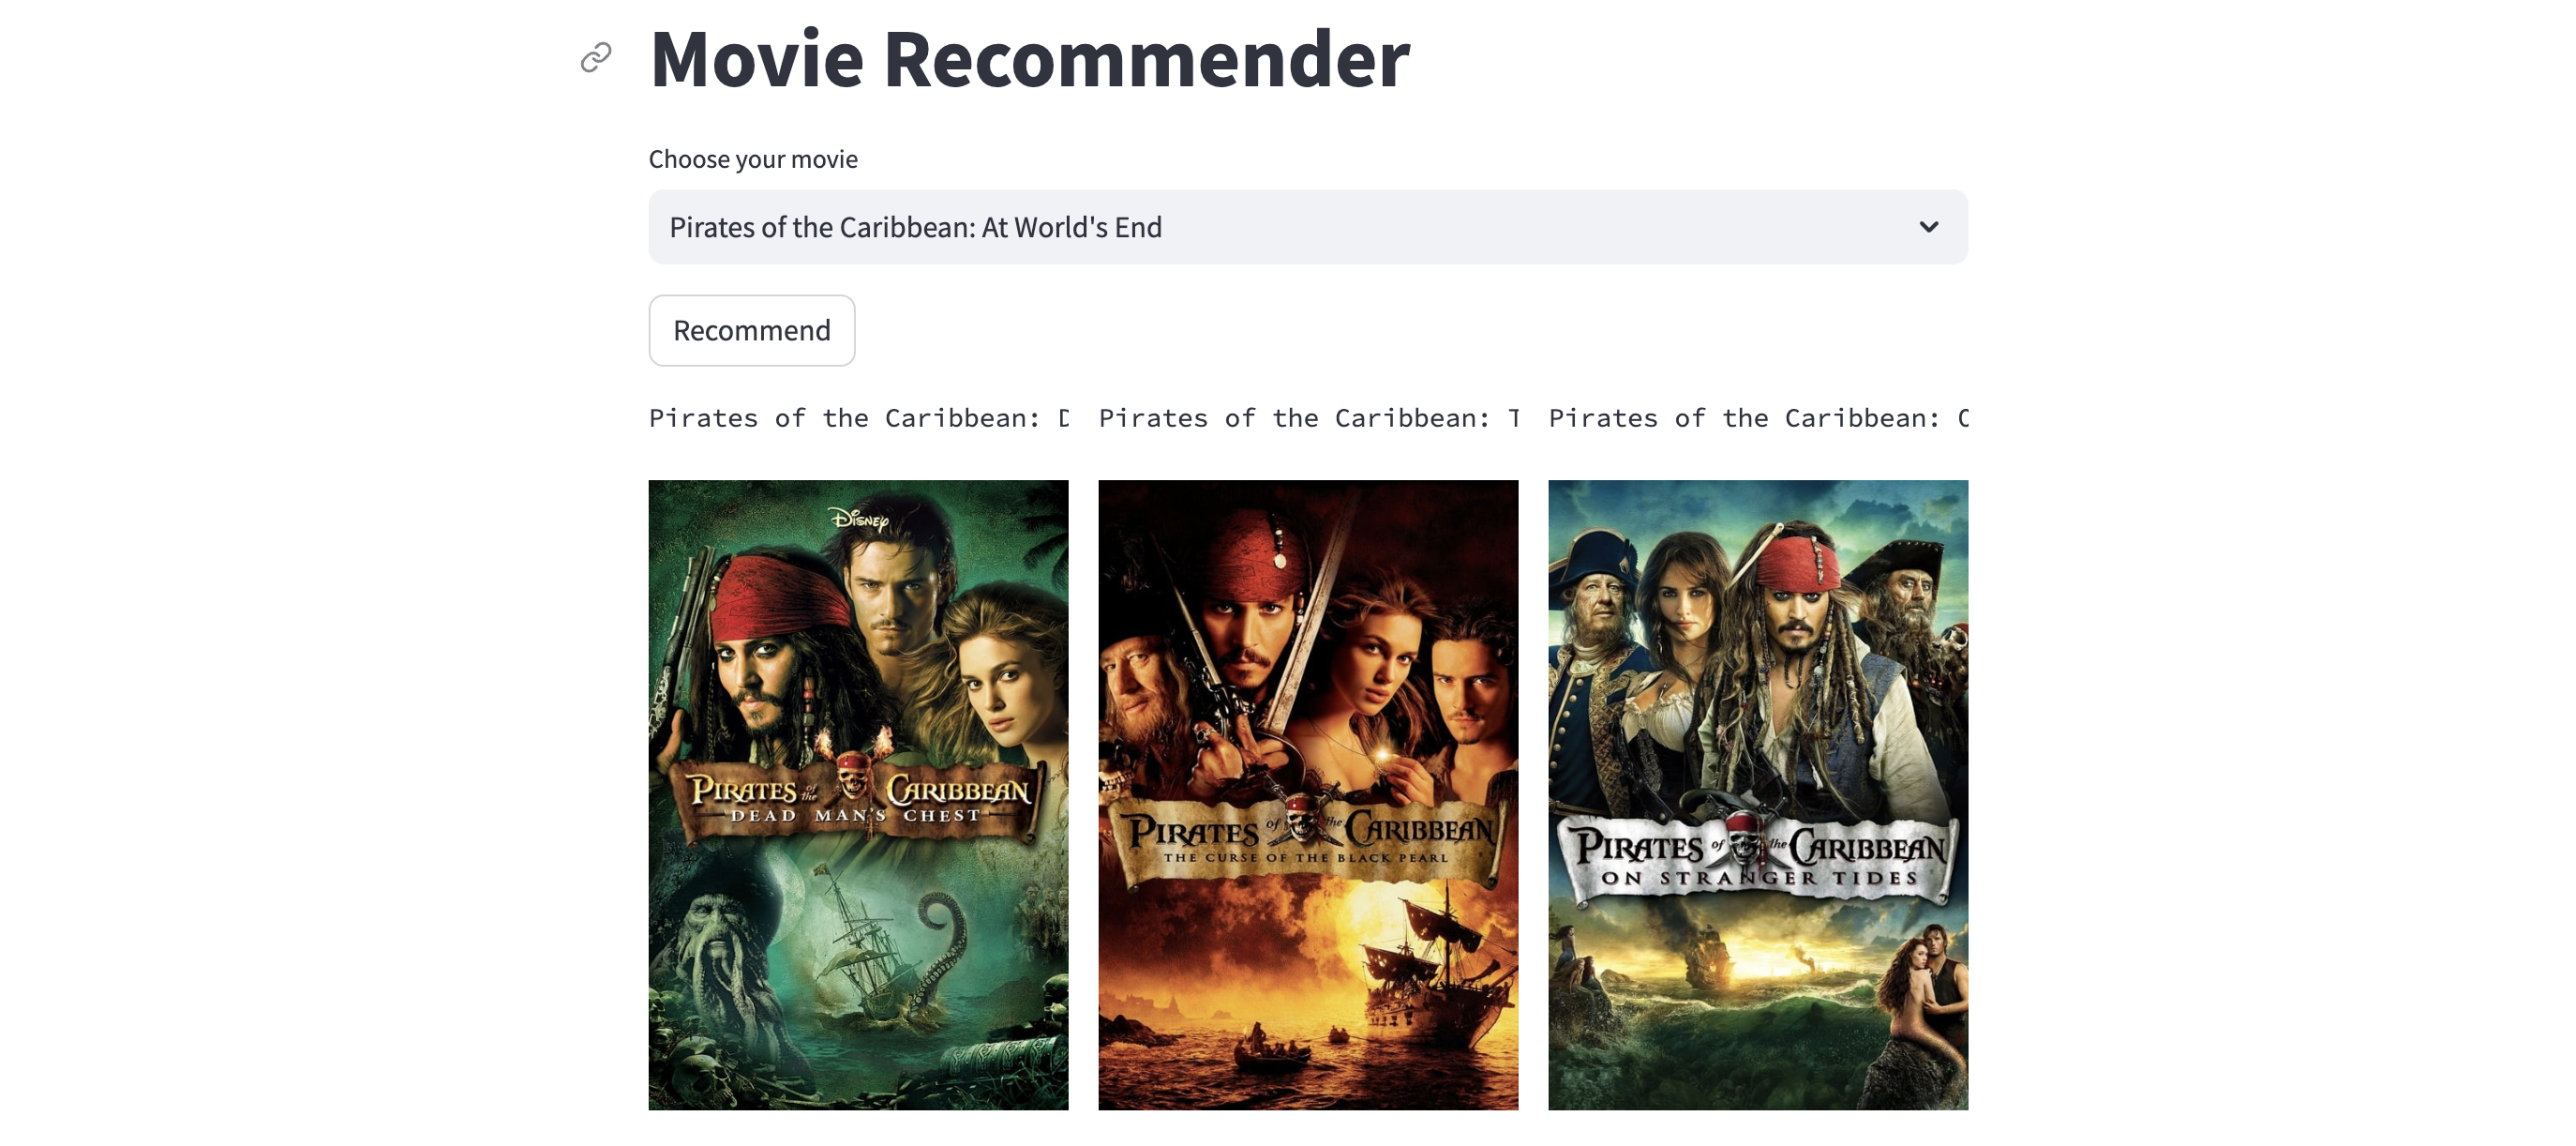 Movie Recommender
Choose your movie
Pirates of the Caribbean: At World's End
Recommend
Pirates of the Caribbean: D
Pirates of the Caribbean: T
Pirates of the Caribbean: O
DISNEY
PIRATES of the CARIBBEAN
DEAD MAN'S CHEST
PIRATES of the CARIBBEAN
THE CURSE OF THE BLACK PEARL
PIRATES of the CARIBBEAN
ON STRANGER TIDES